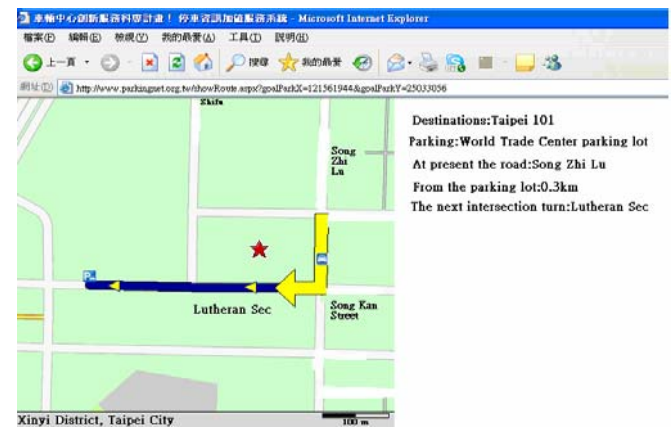 車輛中心創新服務科專計畫！ 停車資訊加值服務系統 - Microsoft Internet Explorer
檔案(F) 編輯(E) 檢視(V) 我的最愛(A) 工具(T) 說明(H)
上一頁 搜尋 我的最愛
網址(D) http://www.parkingnet.org.tw/showRoute.aspx?goalParkX=121561944&goalParkY=25033056
Song
Zhi
Lu
Lutheran Sec
Song Kan
Street
Xinyi District, Taipei City
100 m
Destinations:Taipei 101
Parking:World Trade Center parking lot
At present the road:Song Zhi Lu
From the parking lot:0.3km
The next intersection turn:Lutheran Sec